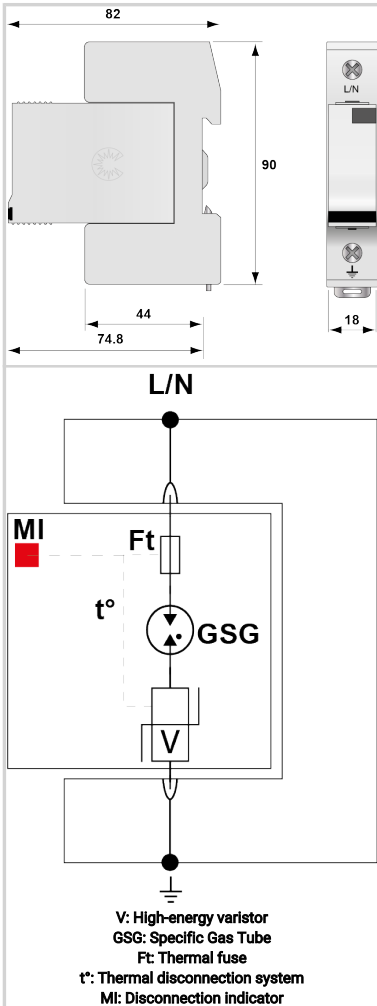 82
L/N
90
44
74.8
18
L/N
MI
Ft
t°
GSG
V
V: High-energy varistor
GSG: Specific Gas Tube
Ft: Thermal fuse
t°: Thermal disconnection system
MI: Disconnection indicator